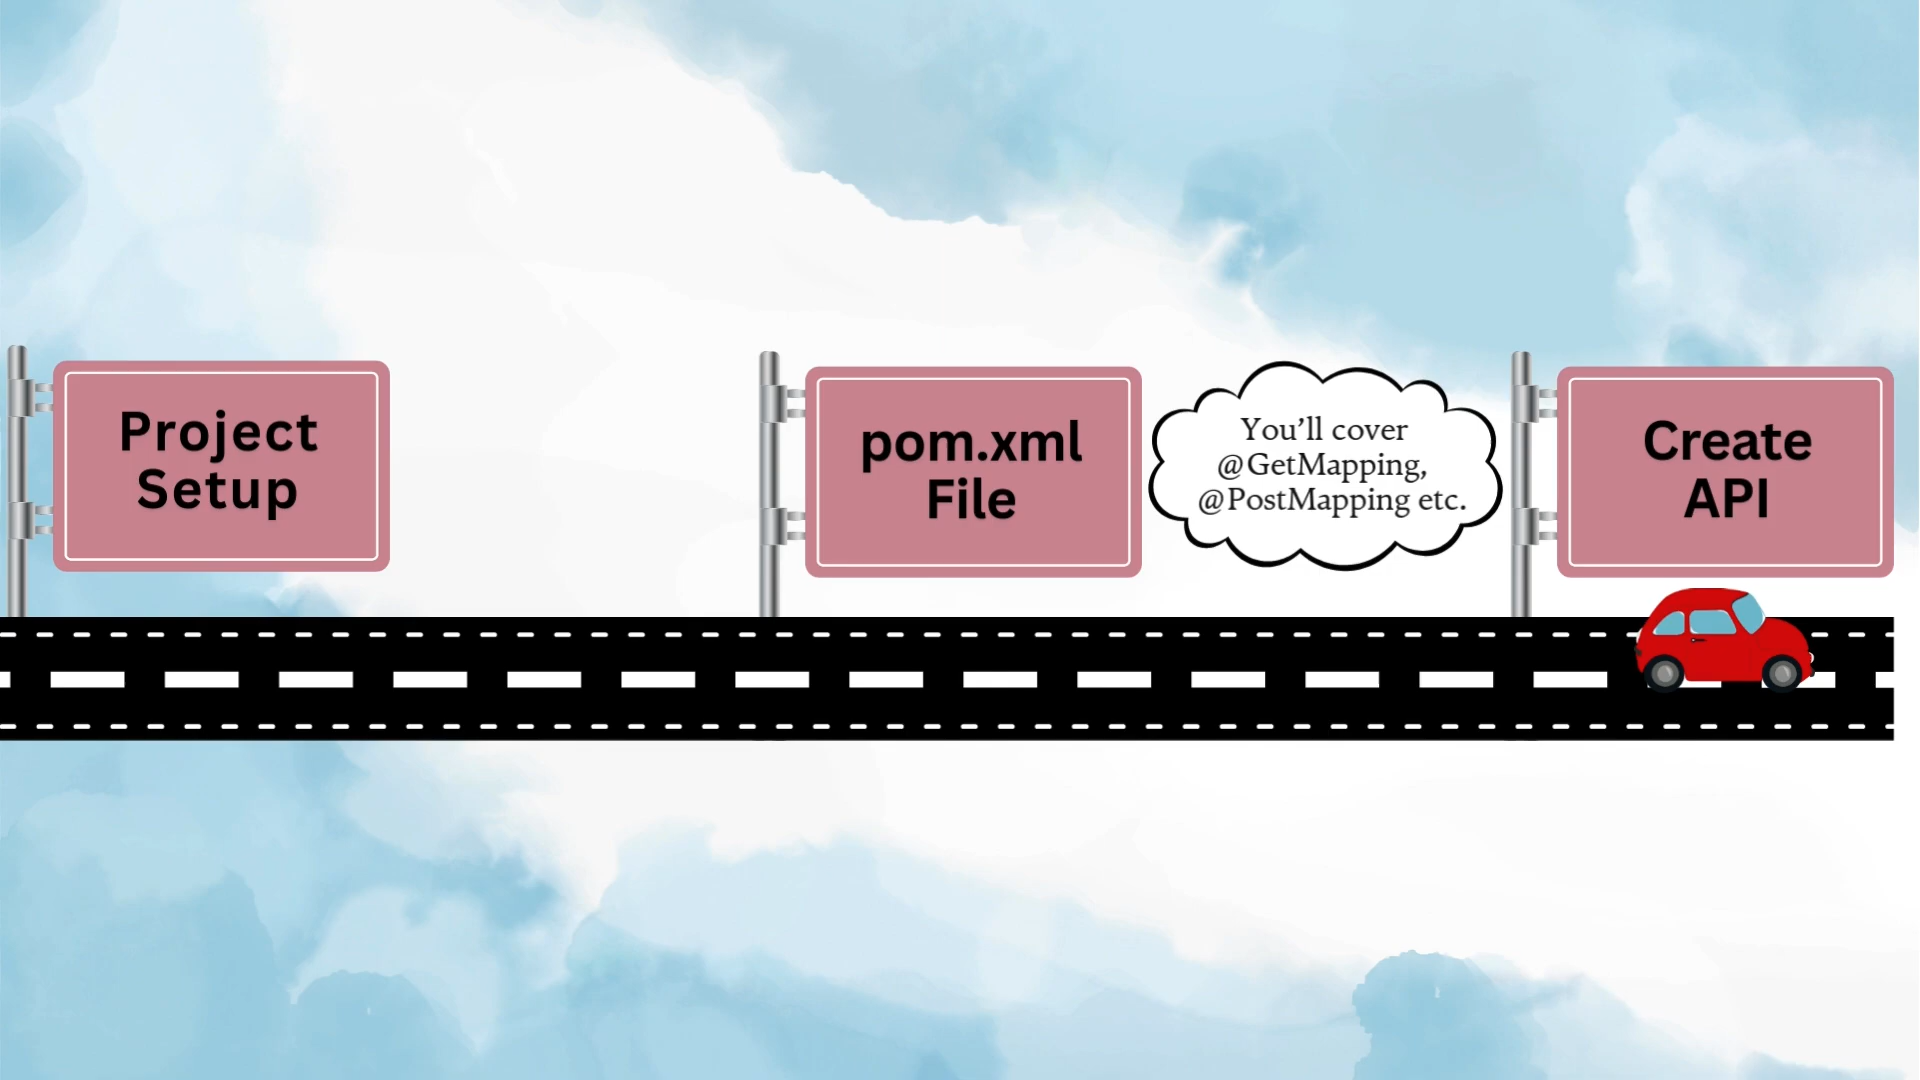 Project
Setup
pom.xml
File
You’ll cover
@GetMapping,
@PostMapping etc.
Create
API